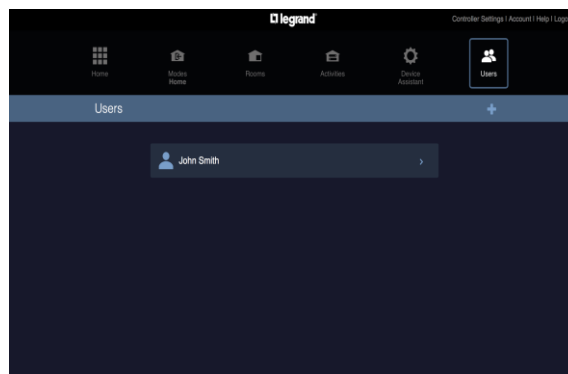 legrand
Controller Settings | Account | Help | Logo
Home
Modes
Home
Rooms
Activities
Device
Assistant
Users
Users
John Smith